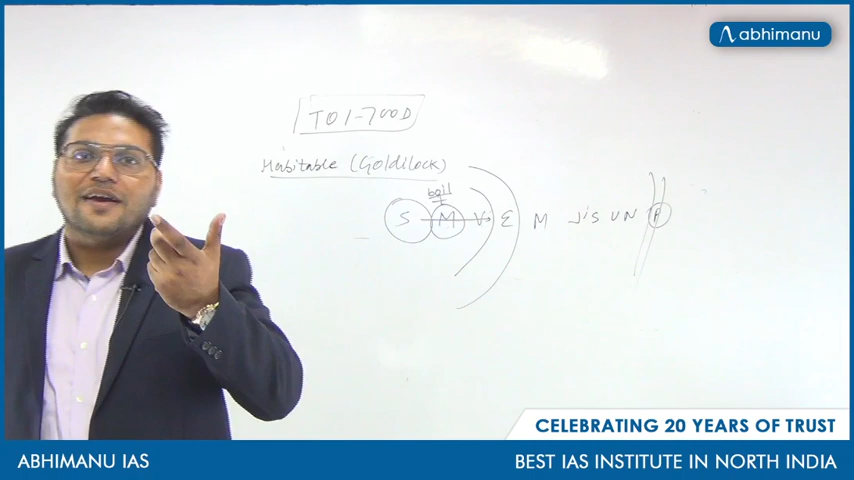 abhimanu
TOI-700D
Habitable (Goldilock)
boil
S M V E M J S U N P
CELEBRATING 20 YEARS OF TRUST
ABHIMANU IAS
BEST IAS INSTITUTE IN NORTH INDIA